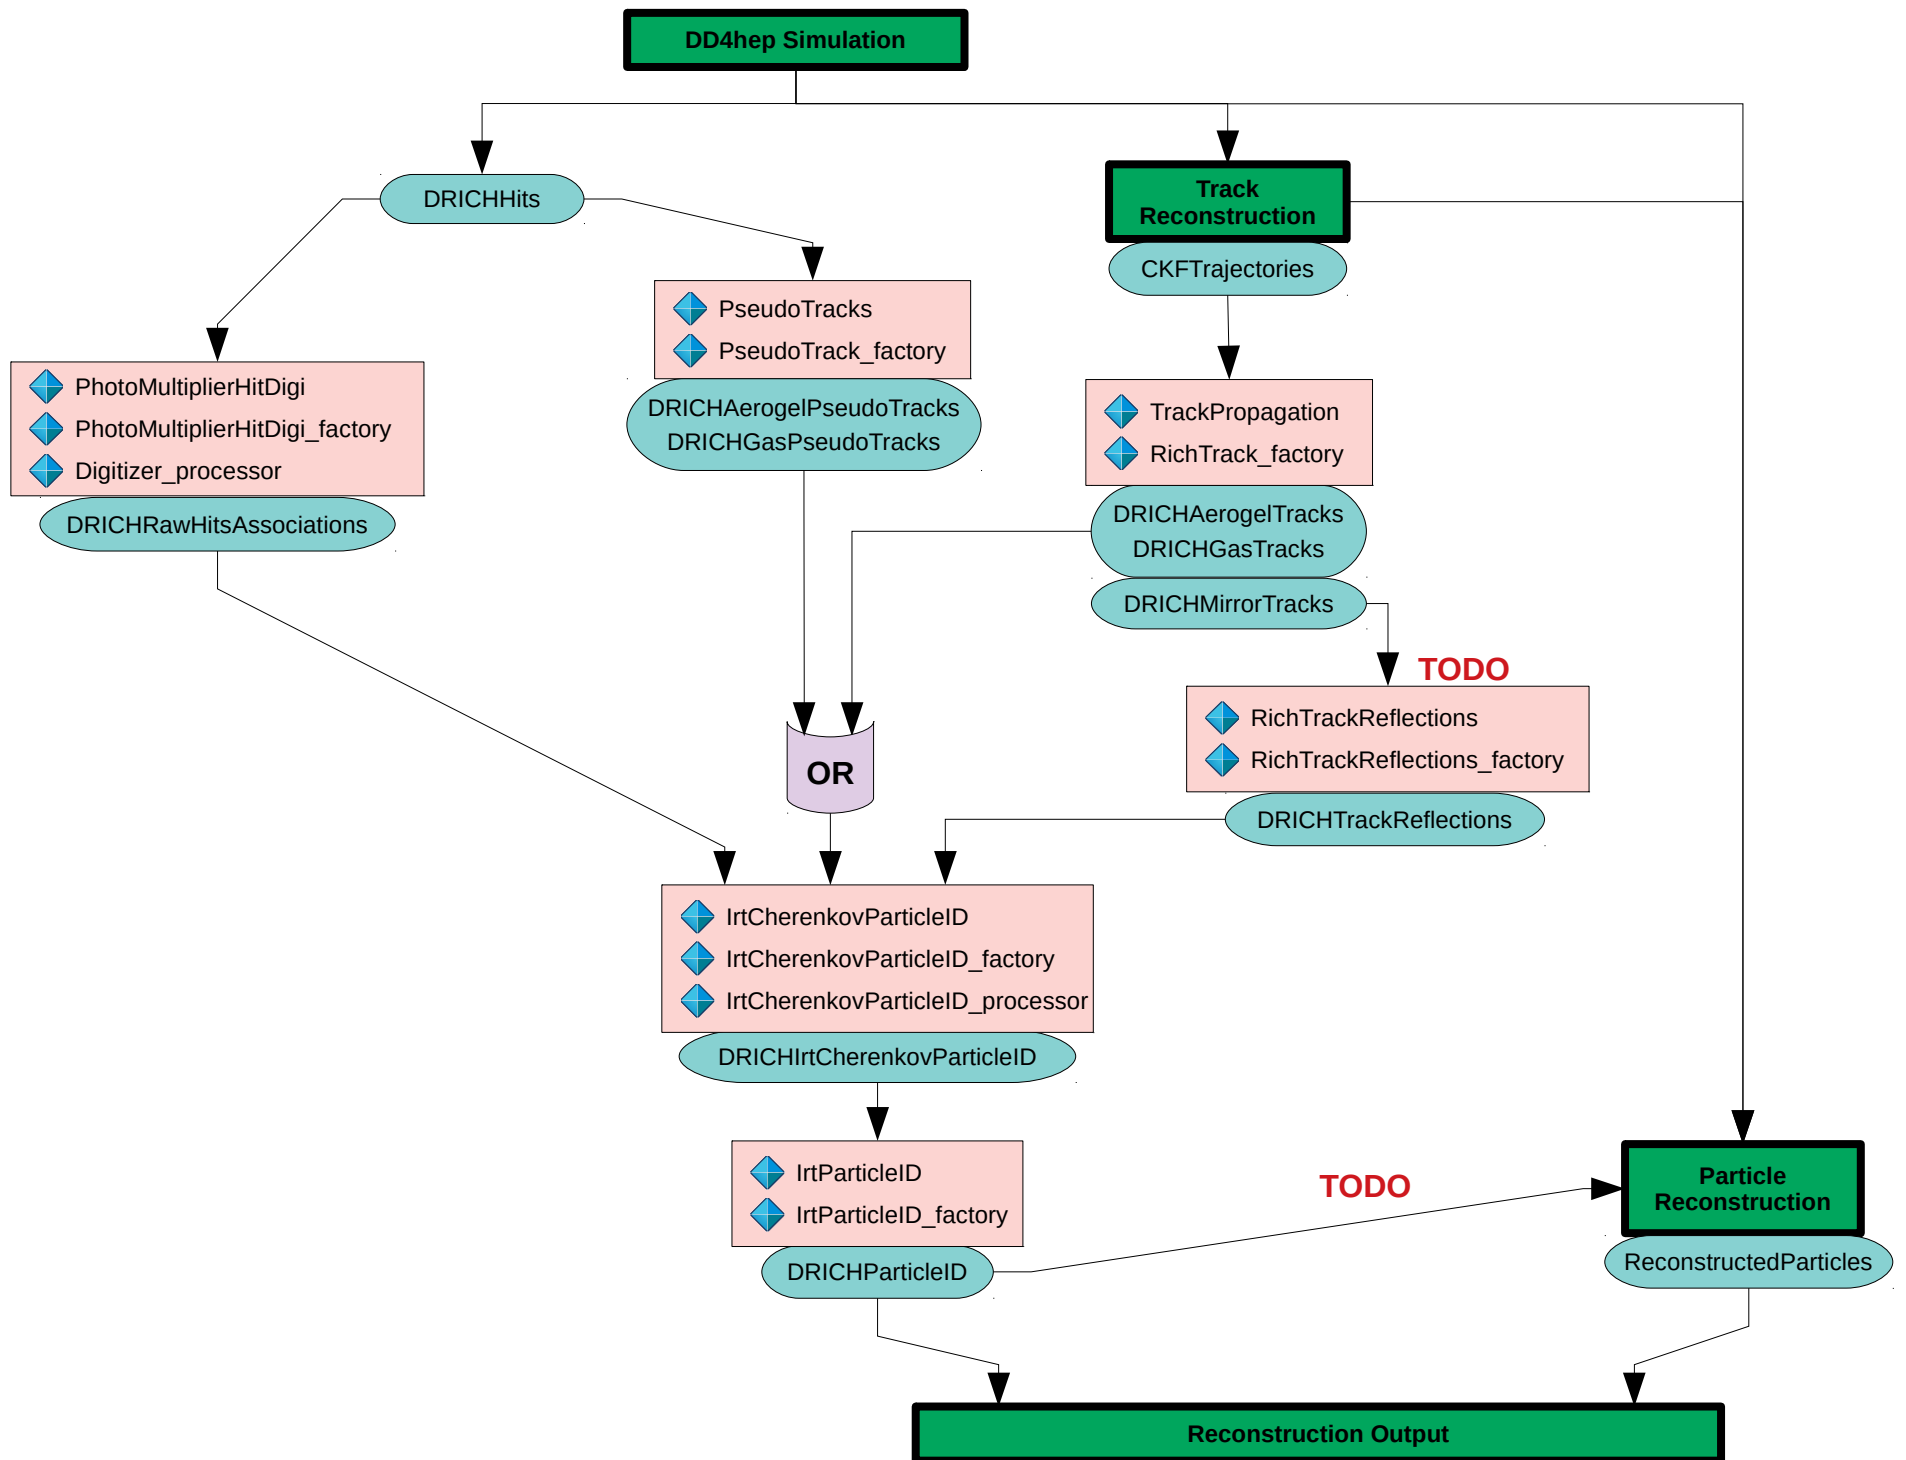 DD4hep Simulation
DRICHHits
Track
Reconstruction
CKFTrajectories
PseudoTracks
PseudoTrack_factory
DRICHAerogelPseudoTracks
DRICHGasPseudoTracks
PhotoMultiplierHitDigi
PhotoMultiplierHitDigi_factory
Digitizer_processor
DRICHRawHitsAssociations
TrackPropagation
RichTrack_factory
DRICHAerogelTracks
DRICHGasTracks
DRICHMirrorTracks
TODO
RichTrackReflections
RichTrackReflections_factory
DRICHTrackReflections
OR
IrtCherenkovParticleID
IrtCherenkovParticleID_factory
IrtCherenkovParticleID_processor
DRICHIrtCherenkovParticleID
IrtParticleID
IrtParticleID_factory
DRICHParticleID
TODO
Particle
Reconstruction
ReconstructedParticles
Reconstruction Output